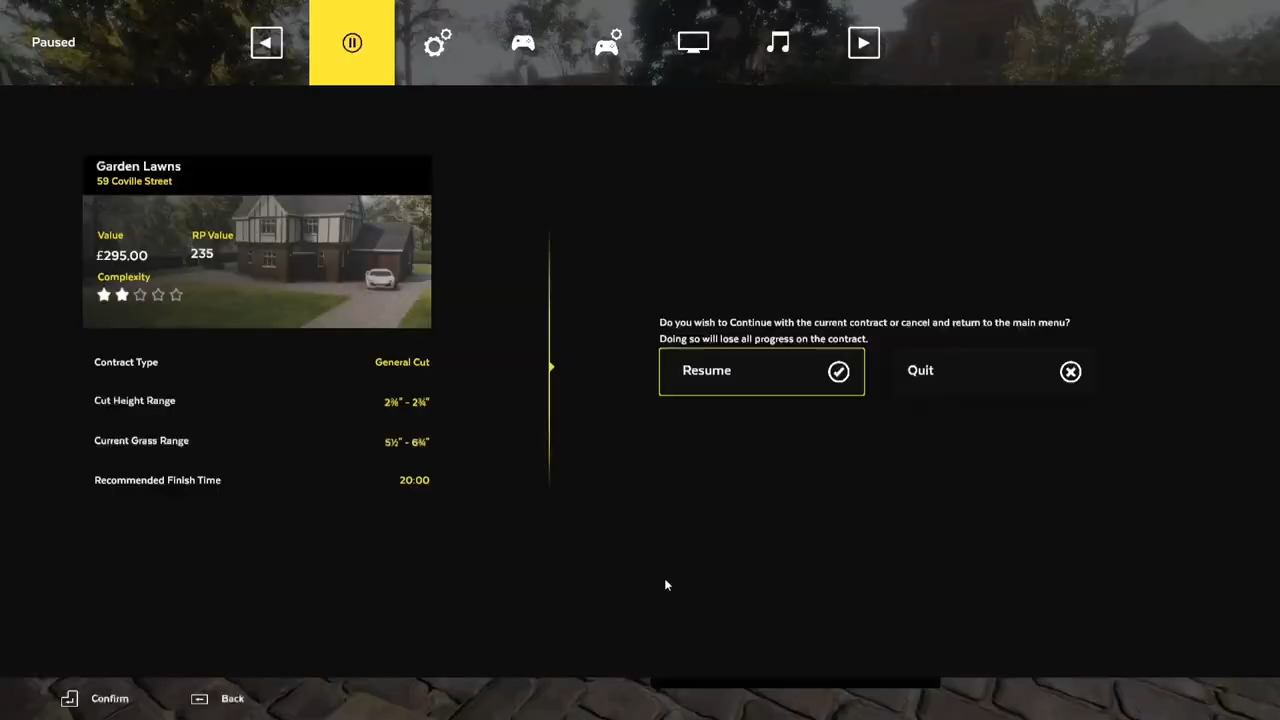 Paused
Garden Lawns
59 Coville Street
Value
RP Value
£295.00
235
Complexity
Contract Type
General Cut
Cut Height Range
2⅜" - 2¾"
Current Grass Range
5½" - 6¾"
Recommended Finish Time
20:00
Do you wish to Continue with the current contract or cancel and return to the main menu?
Doing so will lose all progress on the contract.
Resume
Quit
Confirm
Back